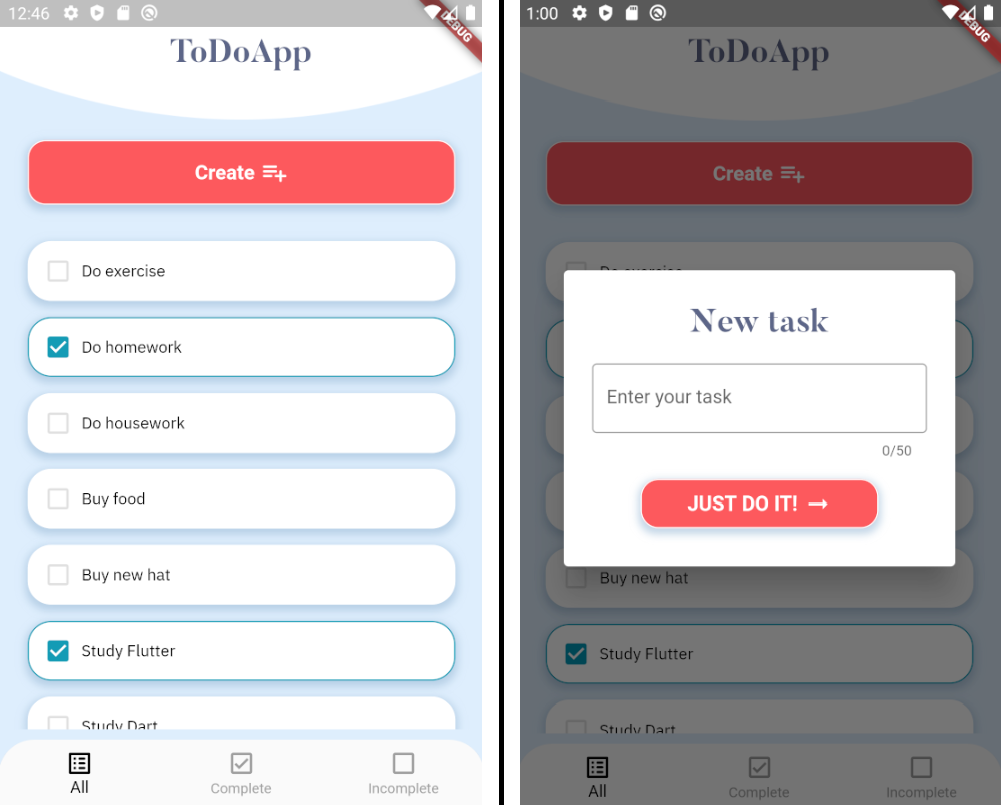 12:46
DEBUG
ToDoApp
Create
Do exercise
Do homework
Do housework
Buy food
Buy new hat
Study Flutter
Study Dart
All
Complete
Incomplete
1:00
DEBUG
ToDoApp
Create
Do exercise
New task
Enter your task
0/50
JUST DO IT!
Buy new hat
Study Flutter
Study Dart
All
Complete
Incomplete